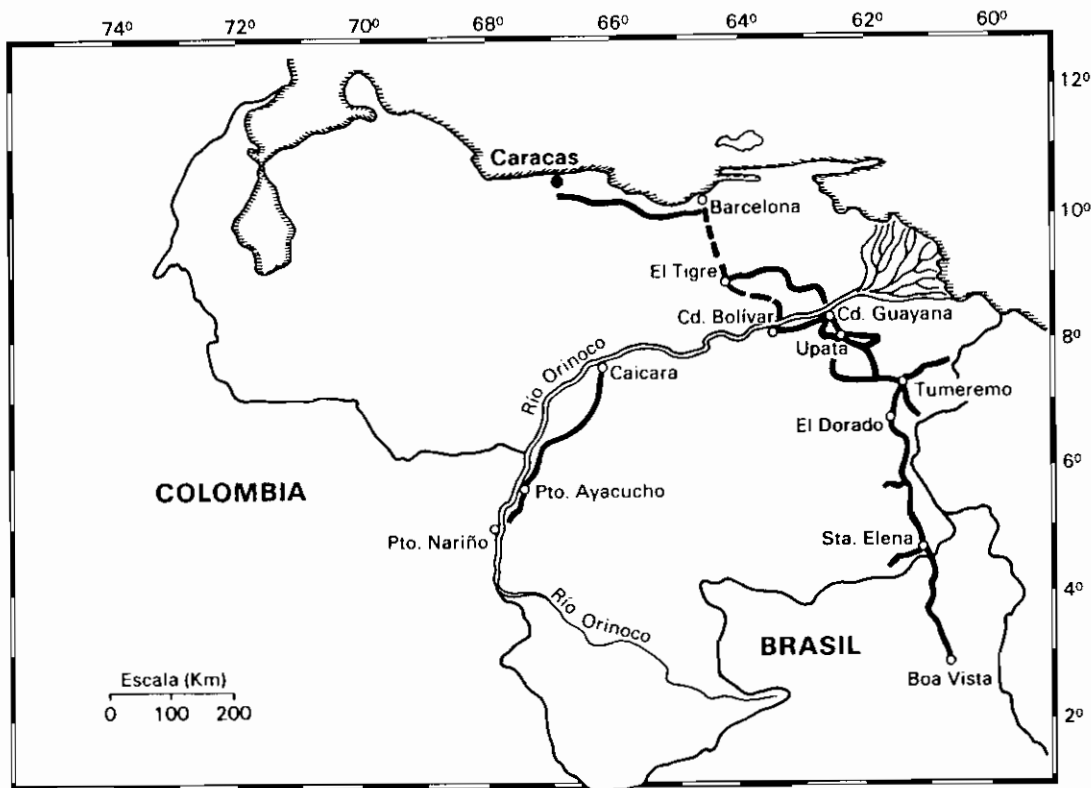 74º 72º 70º 68º 66º 64º 62º 60º
12º
Caracas
10º
Barcelona
El Tigre
Cd. Bolívar
Cd. Guayana
8º
Upata
Río Orinoco
Caicara
Tumeremo
El Dorado
6º
COLOMBIA
Pto. Ayacucho
Pto. Nariño
Sta. Elena
4º
Río Orinoco
BRASIL
Escala (Km)
0 100 200
Boa Vista
2º